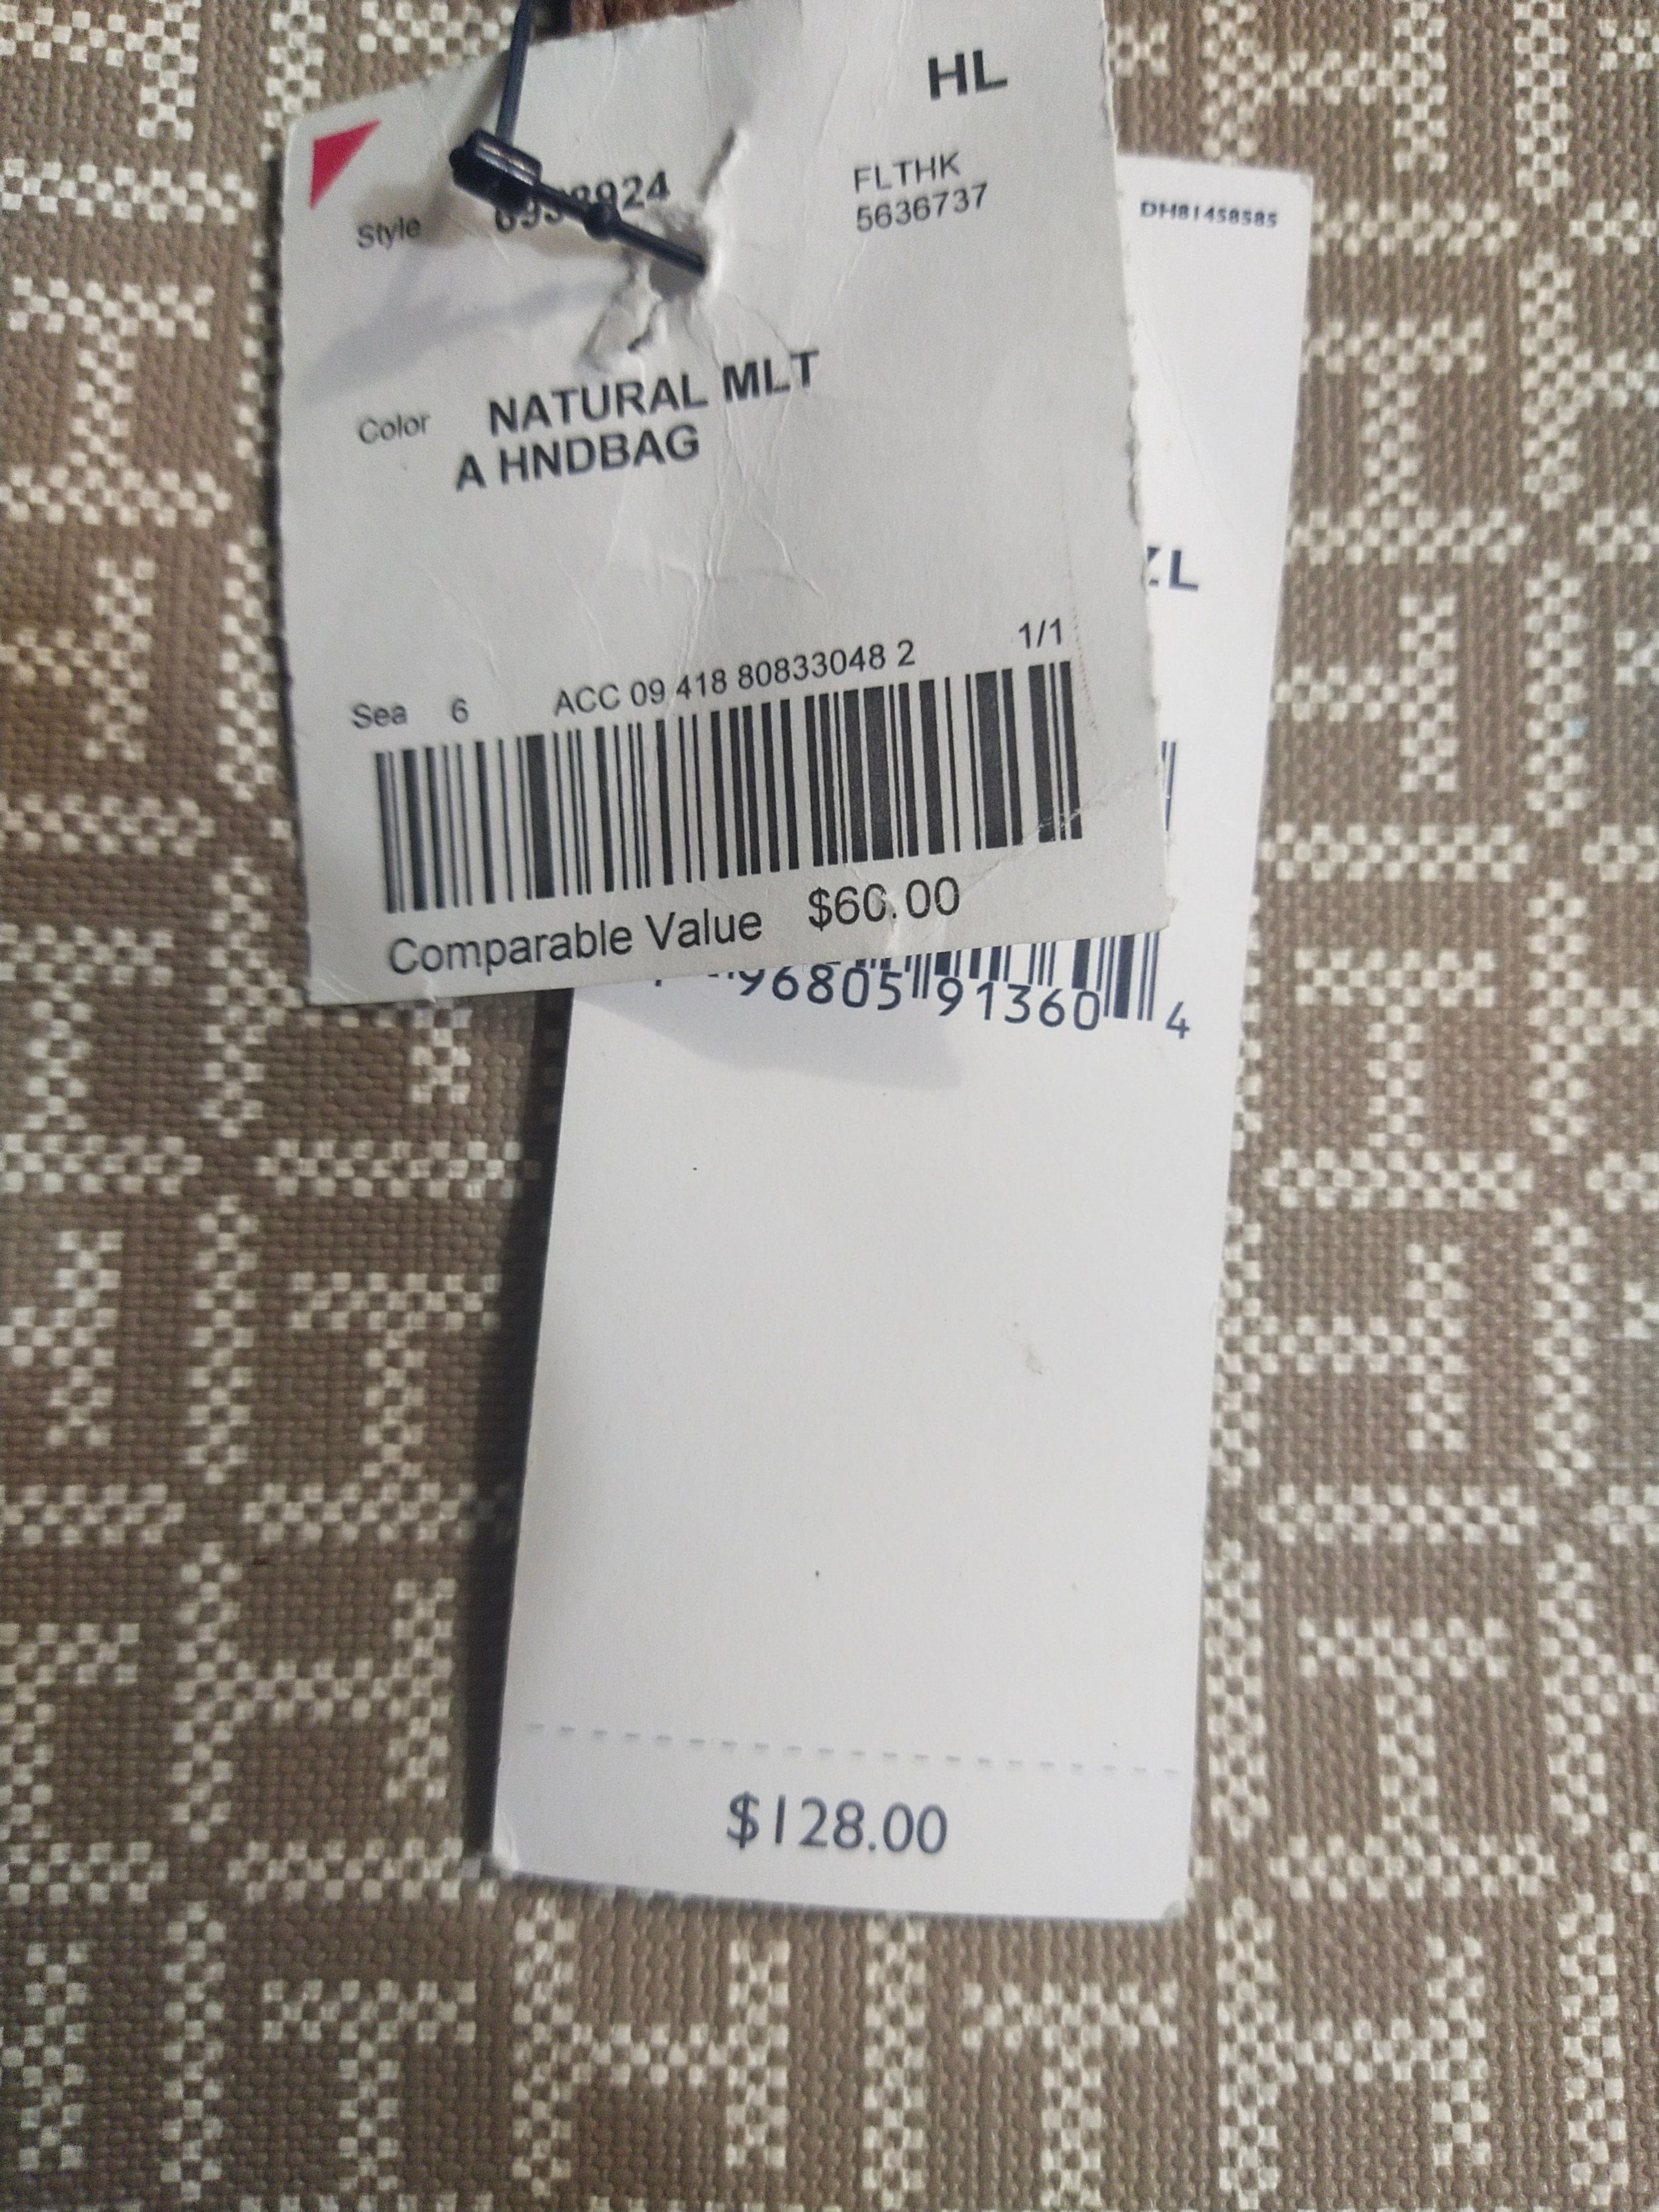 HL
FLTHK
5636737
Style
Color NATURAL MLT
A HNDBAG
Sea 6 ACC 09 418 80833048 2 1/1
Comparable Value $60.00
DH81458585
96805 91360 4
$128.00